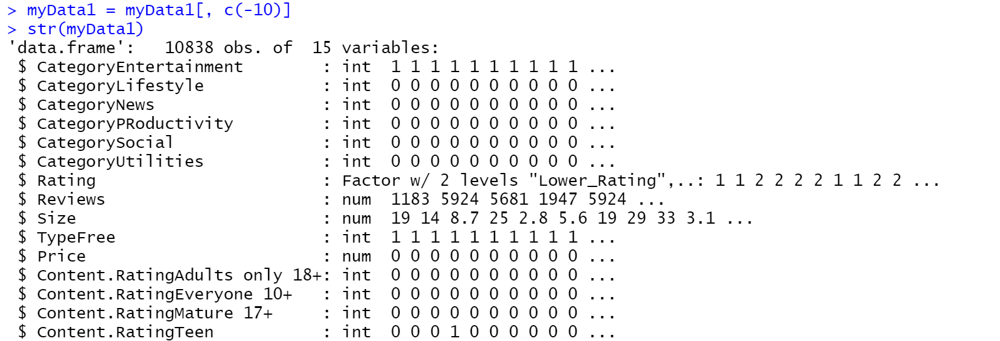 > myData1 = myData1[, c(-10)]
> str(myData1)
'data.frame':   10838 obs. of  15 variables:
 $ CategoryEntertainment        : int  1 1 1 1 1 1 1 1 1 1 ...
 $ CategoryLifestyle            : int  0 0 0 0 0 0 0 0 0 0 ...
 $ CategoryNews                 : int  0 0 0 0 0 0 0 0 0 0 ...
 $ CategoryPRoductivity         : int  0 0 0 0 0 0 0 0 0 0 ...
 $ CategorySocial               : int  0 0 0 0 0 0 0 0 0 0 ...
 $ CategoryUtilities            : int  0 0 0 0 0 0 0 0 0 0 ...
 $ Rating                       : Factor w/ 2 levels "Lower_Rating",..: 1 1 2 2 2 2 1 1 2 2 ...
 $ Reviews                      : num  1183 5924 5681 1947 5924 ...
 $ Size                         : num  19 14 8.7 25 2.8 5.6 19 29 33 3.1 ...
 $ TypeFree                     : int  1 1 1 1 1 1 1 1 1 1 ...
 $ Price                        : num  0 0 0 0 0 0 0 0 0 0 ...
 $ Content.RatingAdults only 18+: int  0 0 0 0 0 0 0 0 0 0 ...
 $ Content.RatingEveryone 10+   : int  0 0 0 0 0 0 0 0 0 0 ...
 $ Content.RatingMature 17+     : int  0 0 0 0 0 0 0 0 0 0 ...
 $ Content.RatingTeen           : int  0 0 0 1 0 0 0 0 0 0 ...